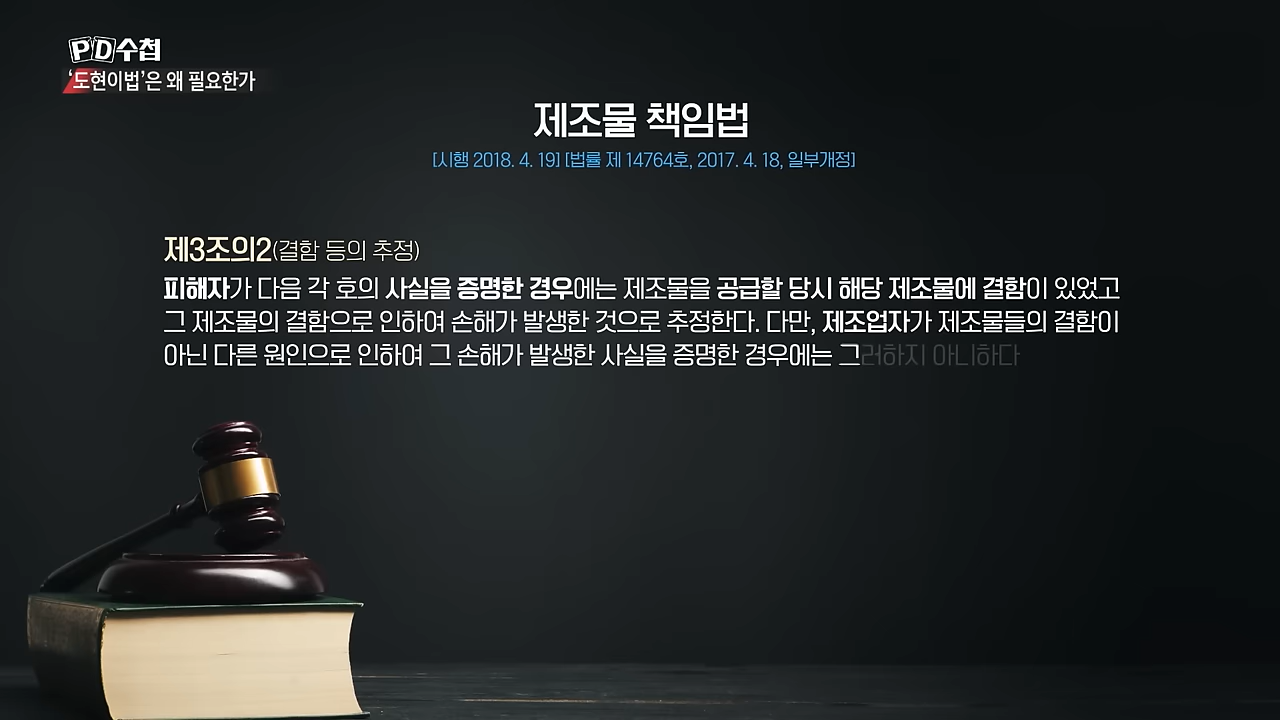 PD수첩
‘도현이법’은 왜 필요한가
제조물 책임법
[시행 2018. 4. 19] [법률 제 14764호, 2017. 4. 18, 일부개정]
제3조의2(결함 등의 추정)
피해자가 다음 각 호의 사실을 증명한 경우에는 제조물을 공급할 당시 해당 제조물에 결함이 있었고
그 제조물의 결함으로 인하여 손해가 발생한 것으로 추정한다. 다만, 제조업자가 제조물들의 결함이
아닌 다른 원인으로 인하여 그 손해가 발생한 사실을 증명한 경우에는 그러하지 아니하다